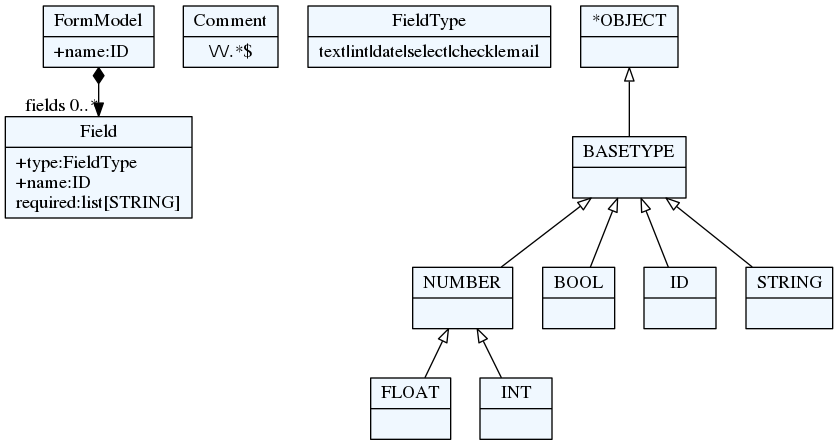 FormModel
+name:ID
Comment
\/\/.*$
FieldType
text|int|date|select|check|email
*OBJECT
fields 0..*
Field
+type:FieldType
+name:ID
required:list[STRING]
BASETYPE
NUMBER
BOOL
ID
STRING
FLOAT
INT